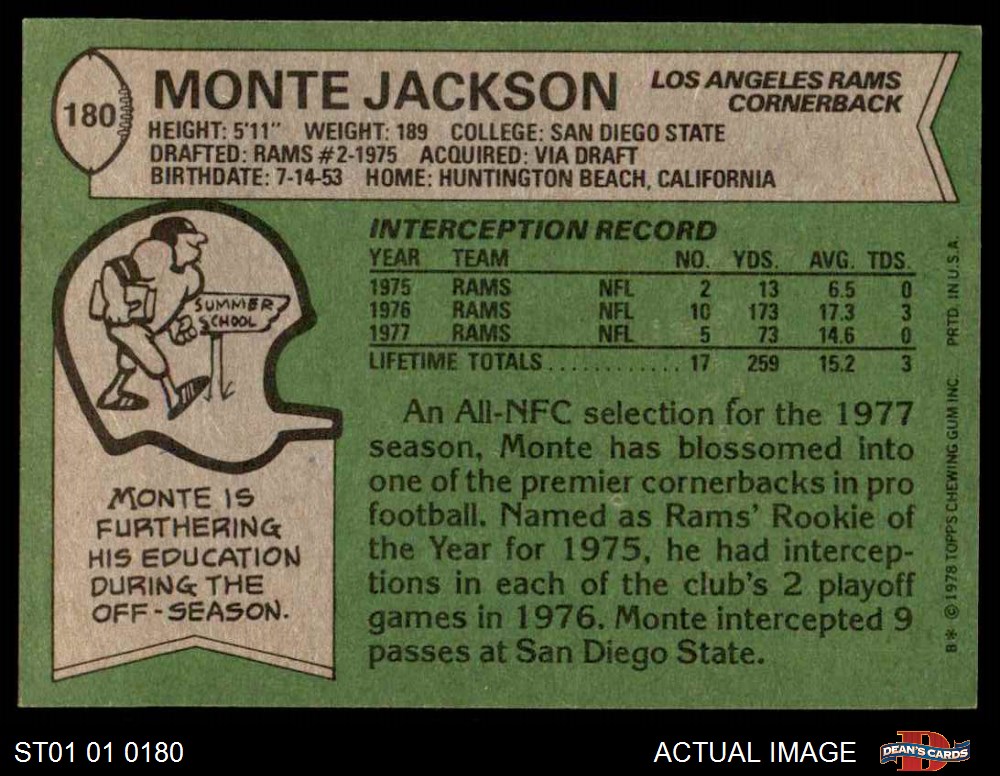 180
MONTE JACKSON
LOS ANGELES RAMS
CORNERBACK
HEIGHT: 5'11" WEIGHT: 189 COLLEGE: SAN DIEGO STATE
DRAFTED: RAMS #2-1975 ACQUIRED: VIA DRAFT
BIRTHDATE: 7-14-53 HOME: HUNTINGTON BEACH, CALIFORNIA
SUMMER
SCHOOL
MONTE IS
FURTHERING
HIS EDUCATION
DURING THE
OFF-SEASON.
INTERCEPTION RECORD
YEAR TEAM NO. YDS. AVG. TDS.
1975 RAMS NFL 2 13 6.5 0
1976 RAMS NFL 10 173 17.3 3
1977 RAMS NFL 5 73 14.6 0
LIFETIME TOTALS............ 17 259 15.2 3
An All-NFC selection for the 1977
season, Monte has blossomed into
one of the premier cornerbacks in pro
football. Named as Rams' Rookie of
the Year for 1975, he had intercep-
tions in each of the club's 2 playoff
games in 1976. Monte intercepted 9
passes at San Diego State.
B* © 1978 TOPPS CHEWING GUM INC. PRTD. IN U.S.A.
ST01 01 0180
ACTUAL IMAGE
D
DEAN'S CARDS